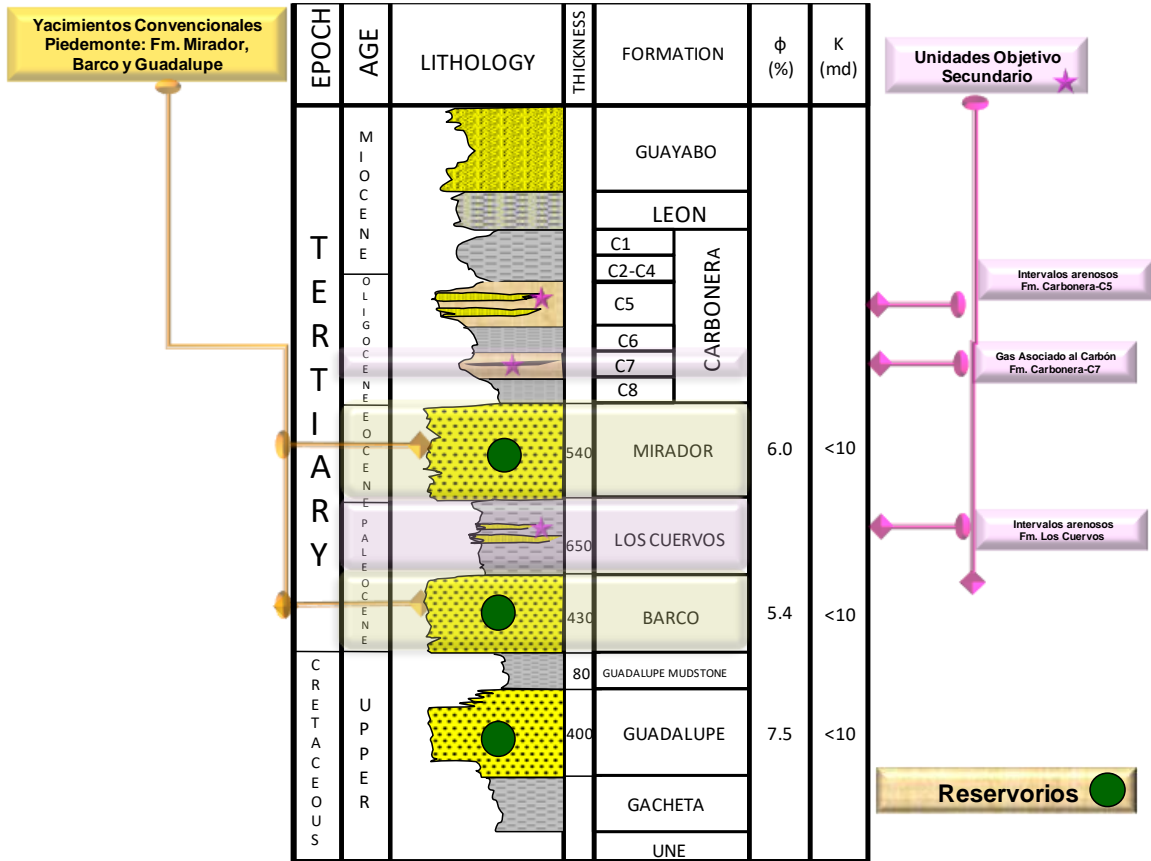 Yacimientos Convencionales
Piedemonte: Fm. Mirador,
Barco y Guadalupe
EPOCH
AGE
LITHOLOGY
THICKNESS
FORMATION
ϕ
(%)
K
(md)
Unidades Objetivo
Secundario
TERTIARY
CRETACEOUS
MIOCENE
OLIGOCENE
EOCENE
PALEOCENE
UPPER
GUAYABO
LEON
C1
C2-C4
C5
C6
C7
C8
CARBONERA
540
MIRADOR
6.0
<10
650
LOS CUERVOS
430
BARCO
5.4
<10
80
GUADALUPE MUDSTONE
400
GUADALUPE
7.5
<10
GACHETA
UNE
Intervalos arenosos
Fm. Carbonera-C5
Gas Asociado al Carbón
Fm. Carbonera-C7
Intervalos arenosos
Fm. Los Cuervos
Reservorios